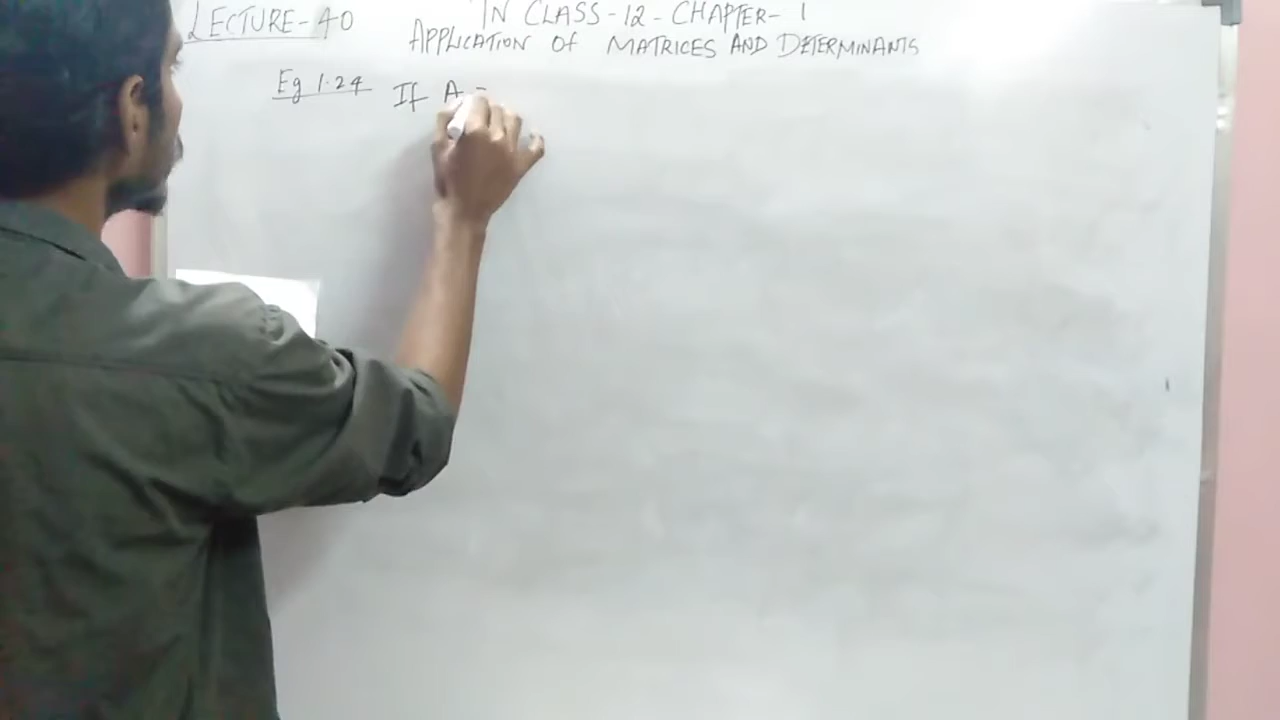 LECTURE-40
TN CLASS-12-CHAPTER-1
APPLICATION OF MATRICES AND DETERMINANTS
Eg 1.24 If A =